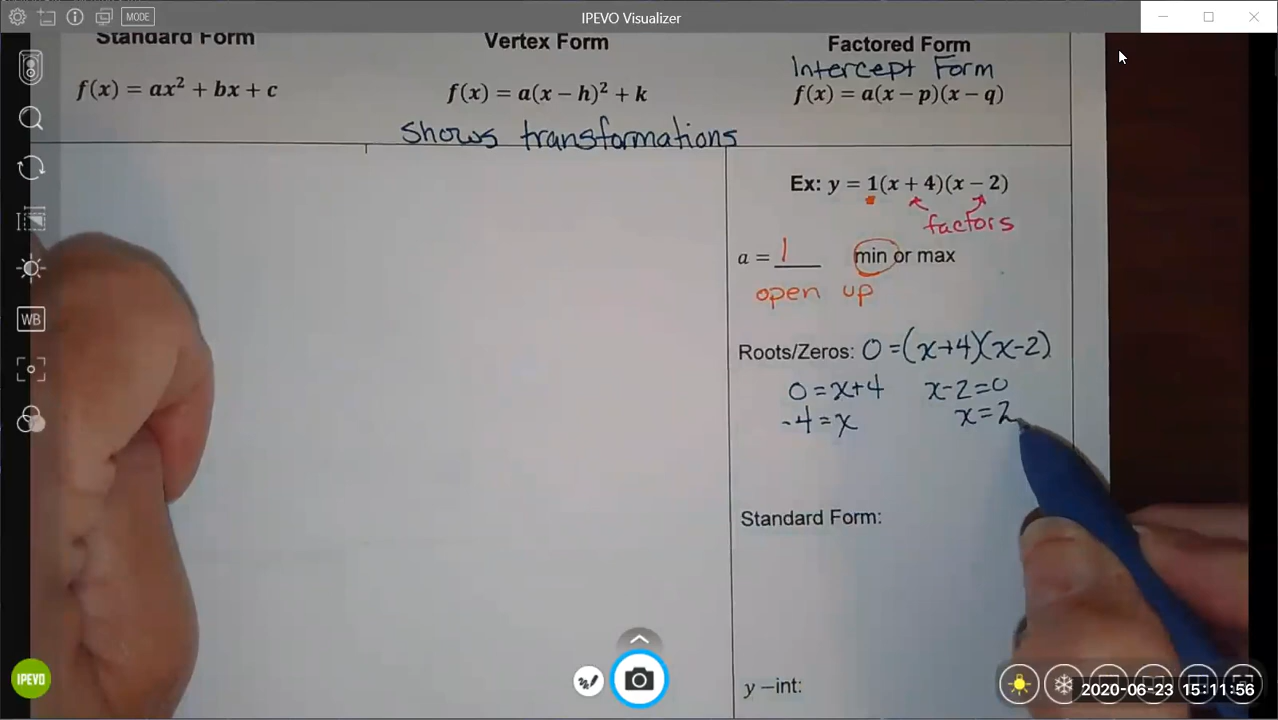 MODE
IPEVO Visualizer
Standard Form
Vertex Form
Factored Form
Intercept Form
f(x) = ax² + bx + c
f(x) = a(x − h)² + k
f(x) = a(x − p)(x − q)
Shows transformations
Ex: y = 1(x + 4)(x − 2)
factors
a = 1 min or max
open up
Roots/Zeros: 0 = (x+4)(x-2)
0 = x+4 x-2=0
-4 = x x=2
WB
Standard Form:
y −int:
IPEVO
2020-06-23 15:11:56